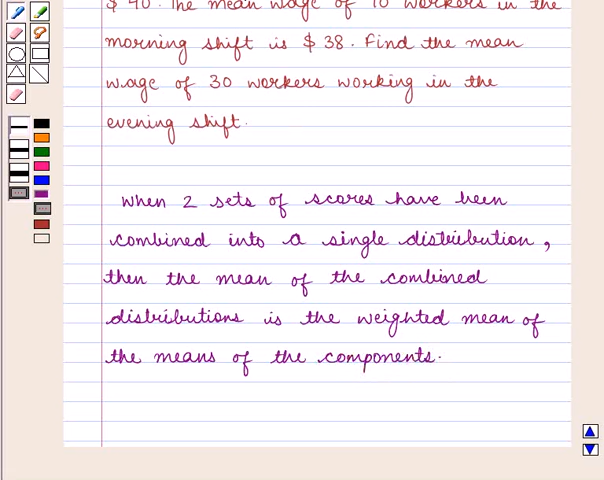 $ 40. The mean wage of 70 workers in the
morning shift is $ 38. Find the mean
wage of 30 workers working in the
evening shift.
When 2 sets of scores have been
combined into a single distribution,
then the mean of the combined
distributions is the weighted mean of
the means of the components.